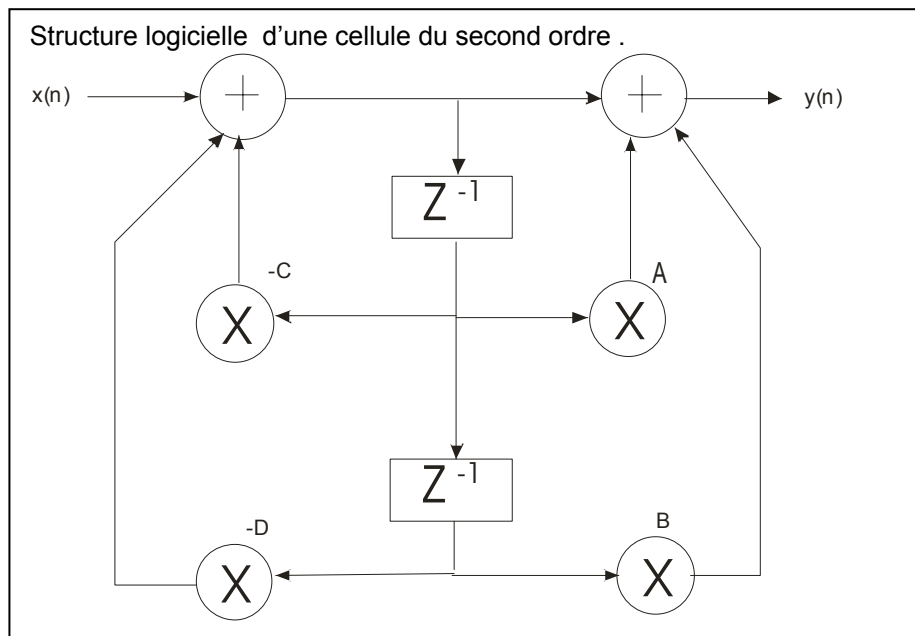 Structure logicielle d'une cellule du second ordre .
x(n) + + y(n)
Z -1
-C A
X X
Z -1
-D B
X X